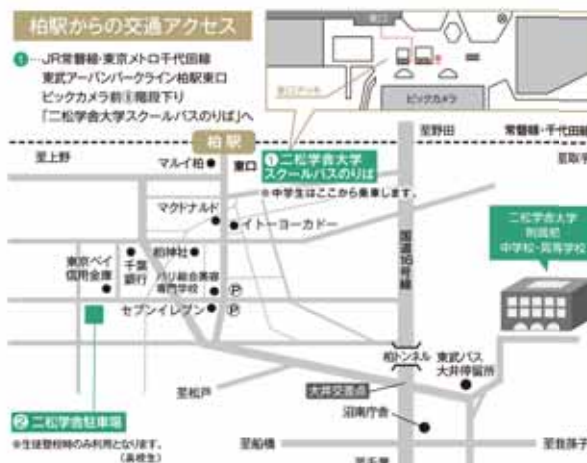 柏駅からの交通アクセス
❶…JR常磐線・東京メトロ千代田線
東武アーバンパークライン柏駅東口
ビックカメラ前⑧階段下り
「二松学舎大学スクールバスのりば」へ
東口
東口デッキ
ビックカメラ
柏駅
至上野
マルイ柏
東口
至野田
常磐線・千代田線
至取手
❶二松学舎大学
スクールバスのりば
※中学生はここから乗車します。
マクドナルド
イトーヨーカドー
国道16号線
二松学舎大学
附属柏
中学校・高等学校
東京ベイ
信用金庫
千葉
銀行
柏神社
パリ総合美容
専門学校
Ⓟ
セブンイレブン
Ⓟ
柏トンネル
東武バス
大井停留所
至松戸
大井交差点
沼南庁舎
❷二松学舎駐車場
※生徒登校時のみ利用となります。
(高校生)
至船橋
至我孫子
至千葉